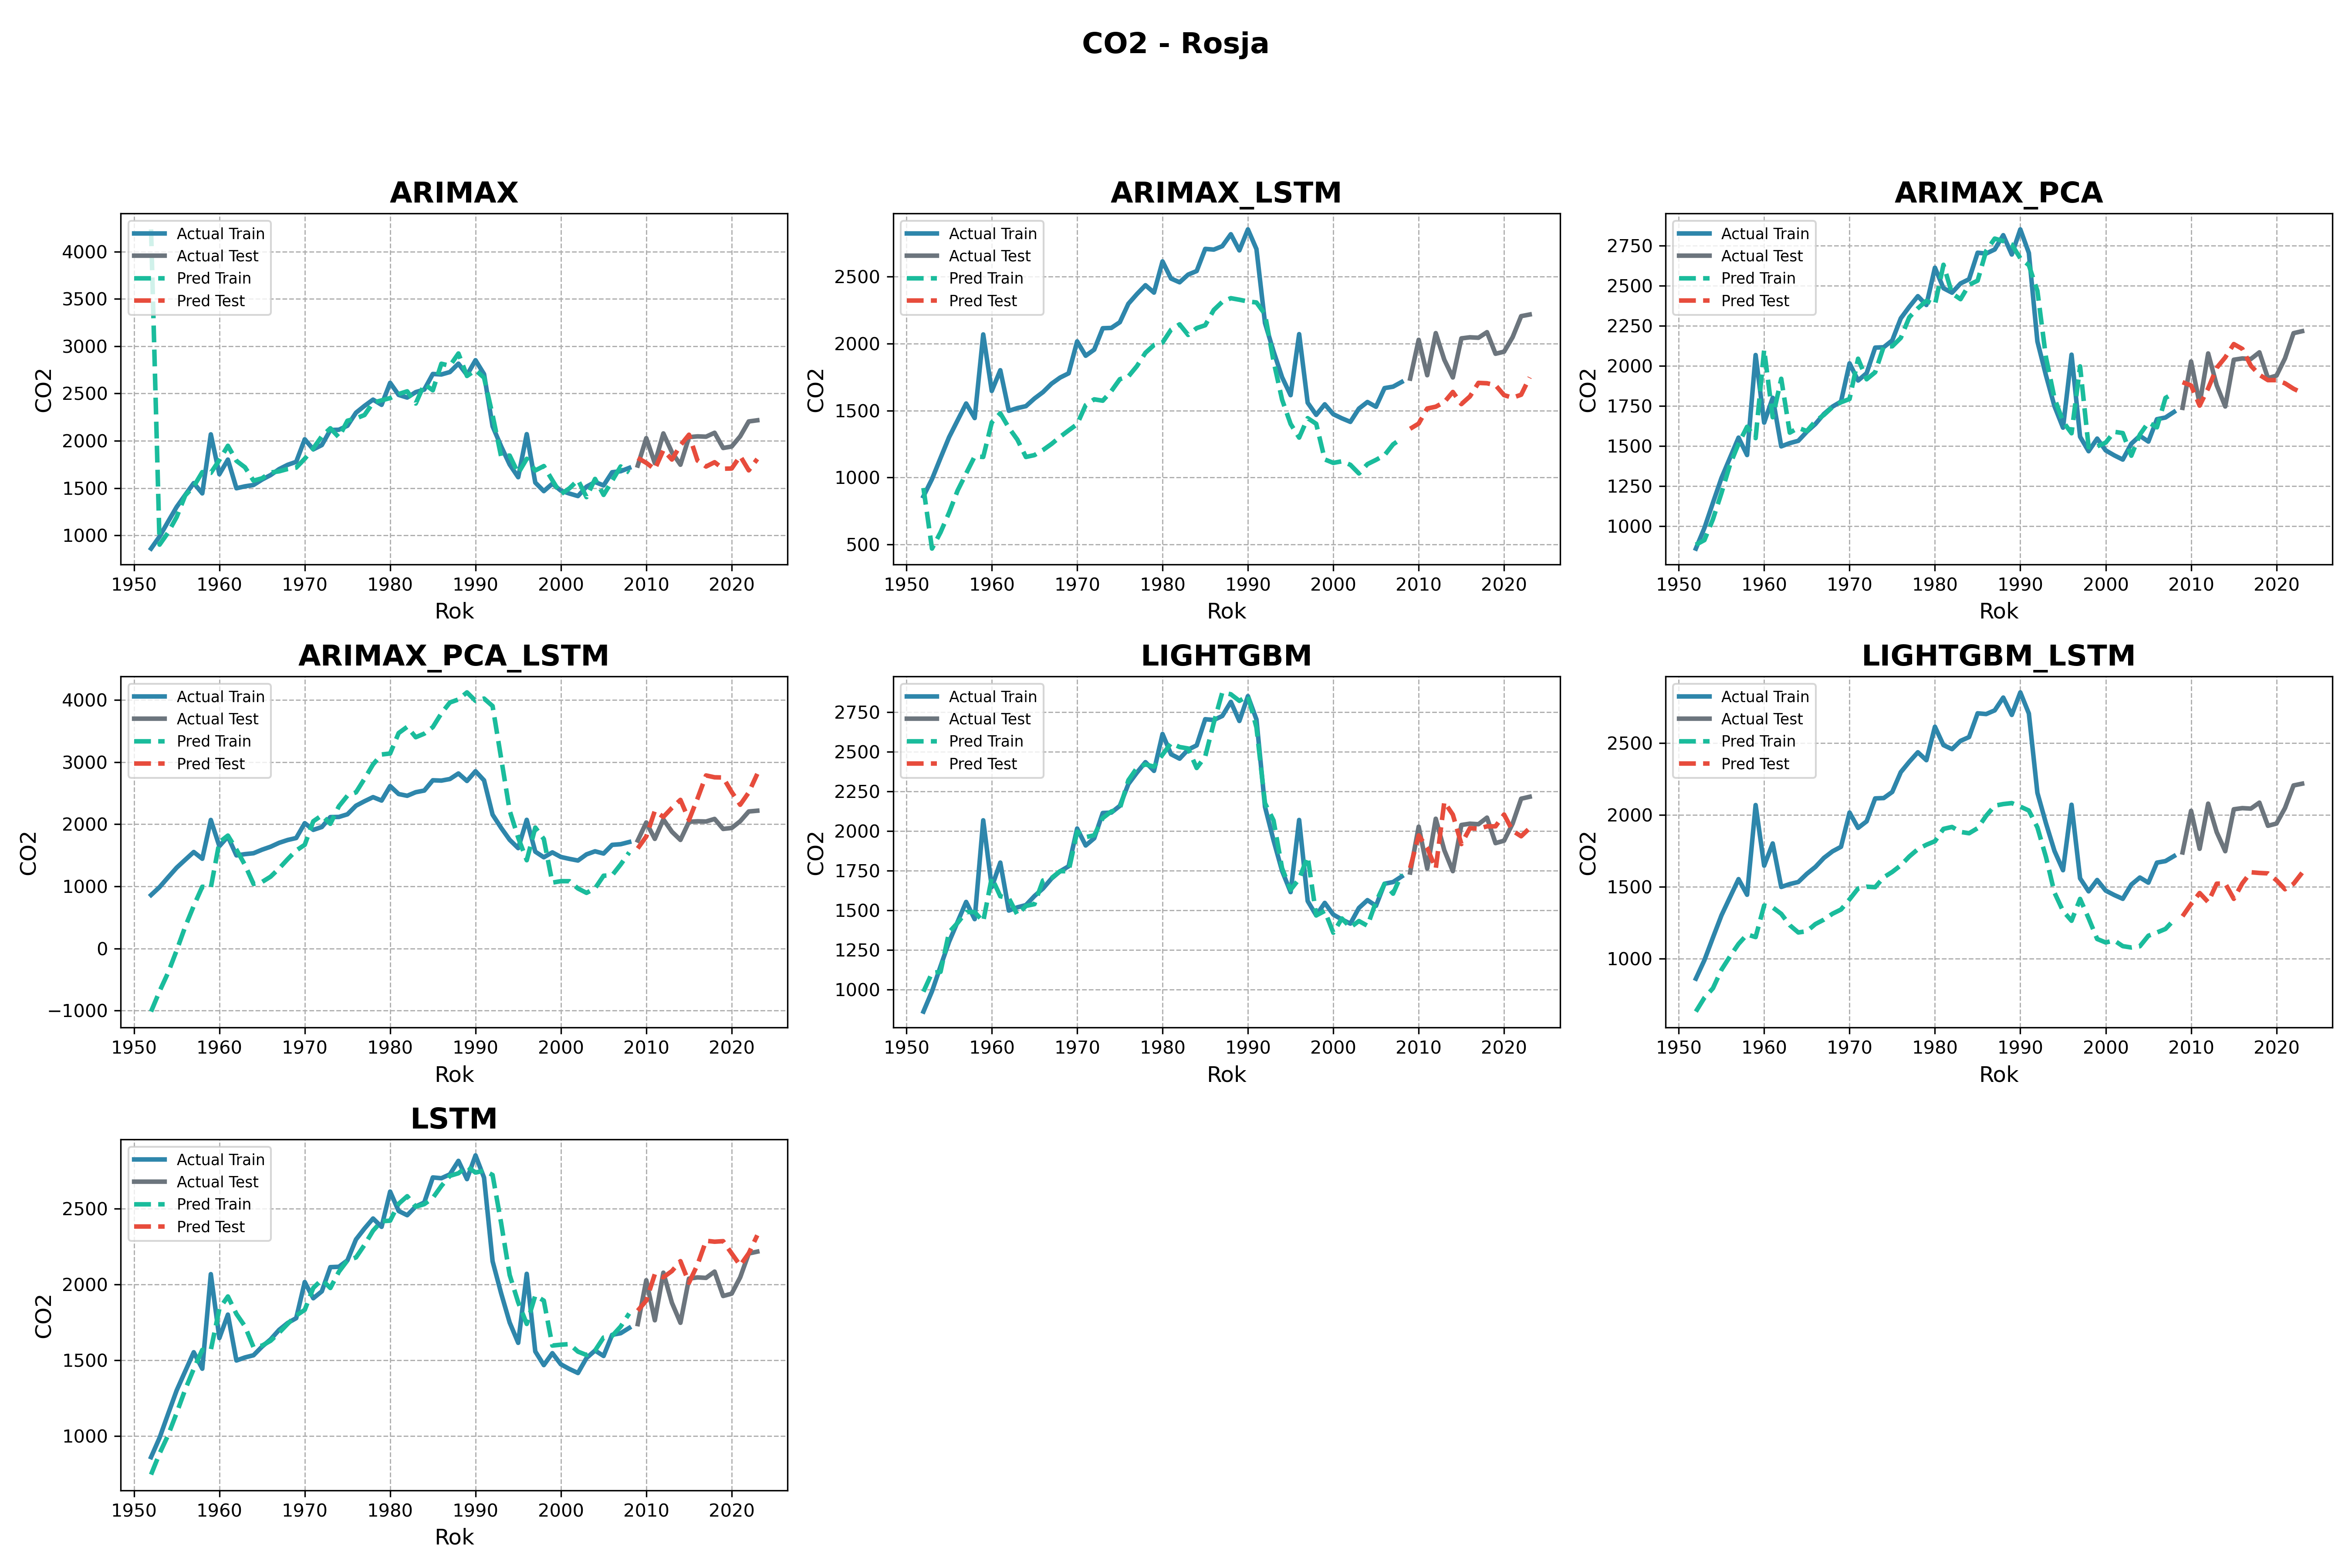 CO2 - Rosja
ARIMAX
CO2
4000
3500
3000
2500
2000
1500
1000
Actual Train
Actual Test
Pred Train
Pred Test
1950 1960 1970 1980 1990 2000 2010 2020
Rok
ARIMAX_LSTM
CO2
2500
2000
1500
1000
500
Actual Train
Actual Test
Pred Train
Pred Test
1950 1960 1970 1980 1990 2000 2010 2020
Rok
ARIMAX_PCA
CO2
2750
2500
2250
2000
1750
1500
1250
1000
Actual Train
Actual Test
Pred Train
Pred Test
1950 1960 1970 1980 1990 2000 2010 2020
Rok
ARIMAX_PCA_LSTM
CO2
4000
3000
2000
1000
0
−1000
Actual Train
Actual Test
Pred Train
Pred Test
1950 1960 1970 1980 1990 2000 2010 2020
Rok
LIGHTGBM
CO2
2750
2500
2250
2000
1750
1500
1250
1000
Actual Train
Actual Test
Pred Train
Pred Test
1950 1960 1970 1980 1990 2000 2010 2020
Rok
LIGHTGBM_LSTM
CO2
2500
2000
1500
1000
Actual Train
Actual Test
Pred Train
Pred Test
1950 1960 1970 1980 1990 2000 2010 2020
Rok
LSTM
CO2
2500
2000
1500
1000
Actual Train
Actual Test
Pred Train
Pred Test
1950 1960 1970 1980 1990 2000 2010 2020
Rok